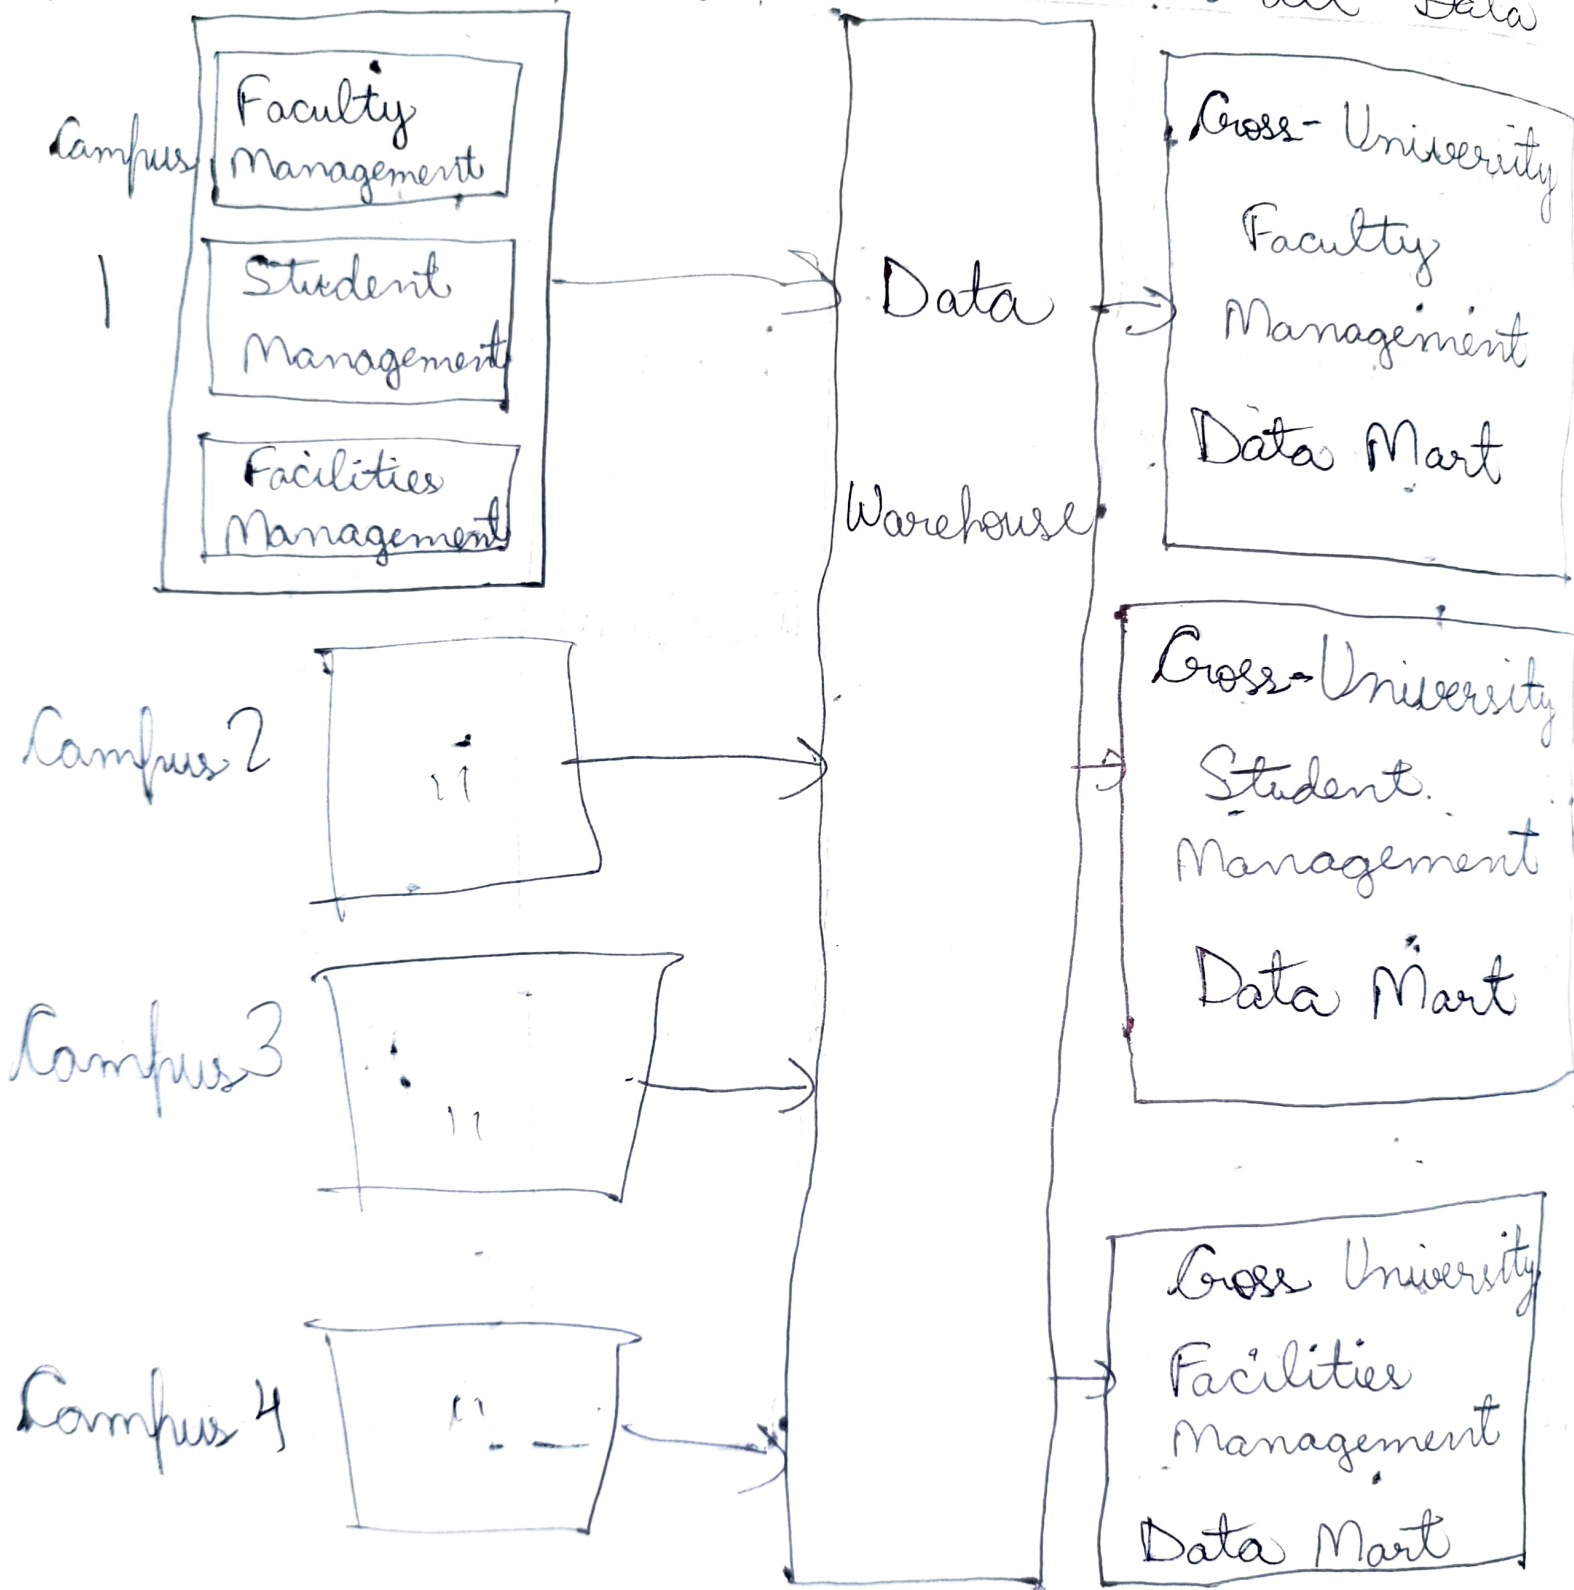 Data
Campus
1
Faculty
Management
Student
Management
Facilities
Management
Data
Warehouse
Cross-University
Faculty
Management
Data Mart
Campus 2
"
Cross-University
Student
Management
Data Mart
Campus 3
"
Campus 4
"
Cross University
Facilities
Management
Data Mart